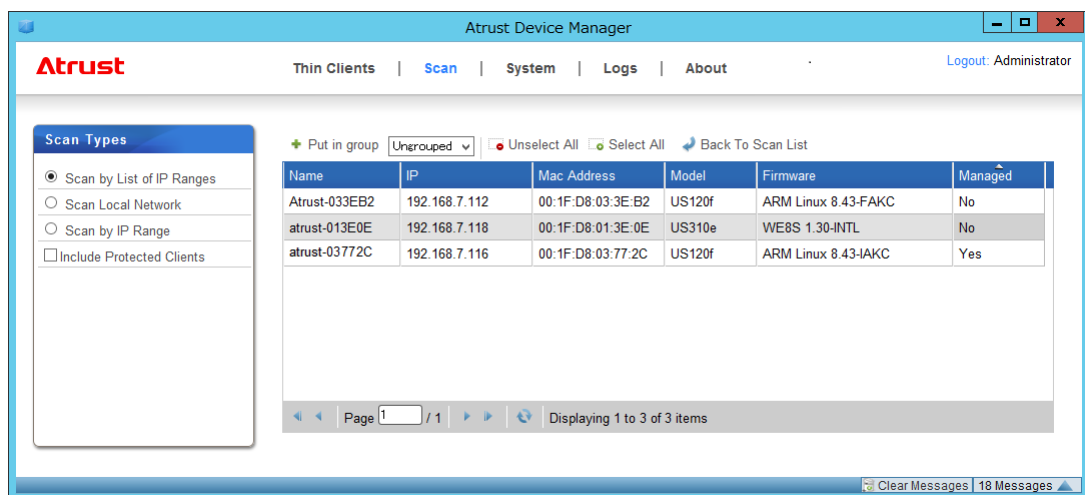 Atrust Device Manager
Atrust
Thin Clients | Scan | System | Logs | About
Logout: Administrator
Scan Types
Scan by List of IP Ranges
Scan Local Network
Scan by IP Range
Include Protected Clients
Put in group Ungrouped Unselect All Select All Back To Scan List
Name IP Mac Address Model Firmware Managed
Atrust-033EB2 192.168.7.112 00:1F:D8:03:3E:B2 US120f ARM Linux 8.43-FAKC No
atrust-013E0E 192.168.7.118 00:1F:D8:01:3E:0E US310e WE8S 1.30-INTL No
atrust-03772C 192.168.7.116 00:1F:D8:03:77:2C US120f ARM Linux 8.43-IAKC Yes
Page 1 / 1 Displaying 1 to 3 of 3 items
Clear Messages 18 Messages